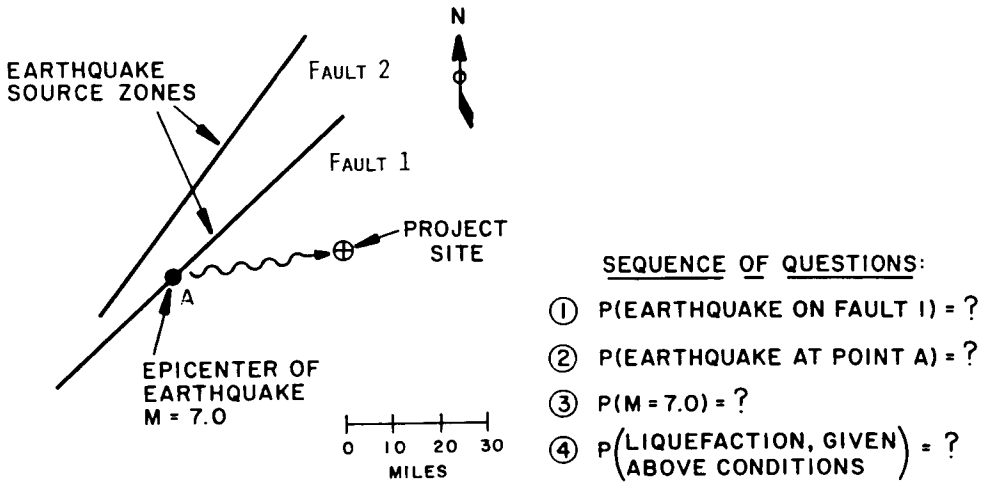 N
EARTHQUAKE
SOURCE ZONES
FAULT 2
FAULT 1
PROJECT
SITE
A
EPICENTER OF
EARTHQUAKE
M = 7.0
0 10 20 30
MILES
SEQUENCE OF QUESTIONS:
① P(EARTHQUAKE ON FAULT 1) = ?
② P(EARTHQUAKE AT POINT A) = ?
③ P(M = 7.0) = ?
④ P(LIQUEFACTION, GIVEN
ABOVE CONDITIONS) = ?